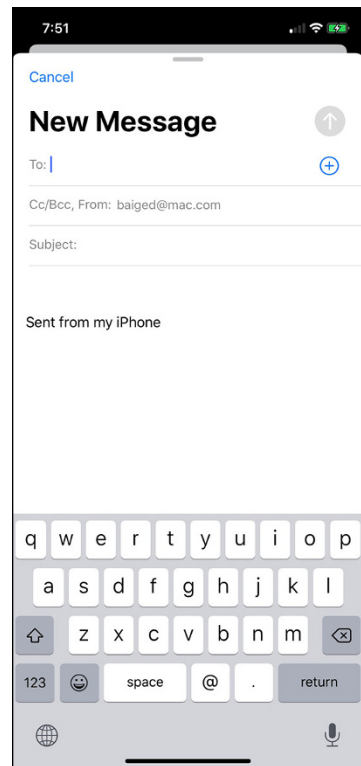 7:51
Cancel
New Message
To:
Cc/Bcc, From: baiged@mac.com
Subject:
Sent from my iPhone
q w e r t y u i o p
a s d f g h j k l
z x c v b n m
123 space @ . return